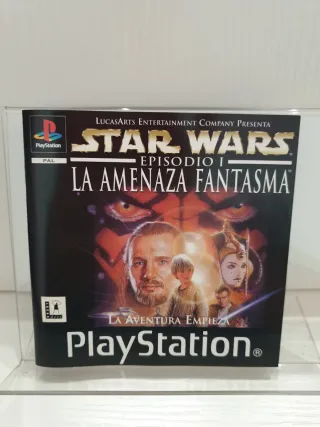 LucasArts Entertainment Company Presenta
PlayStation
PAL
STAR WARS
EPISODIO I
LA AMENAZA FANTASMA
La Aventura Empieza
PlayStation®